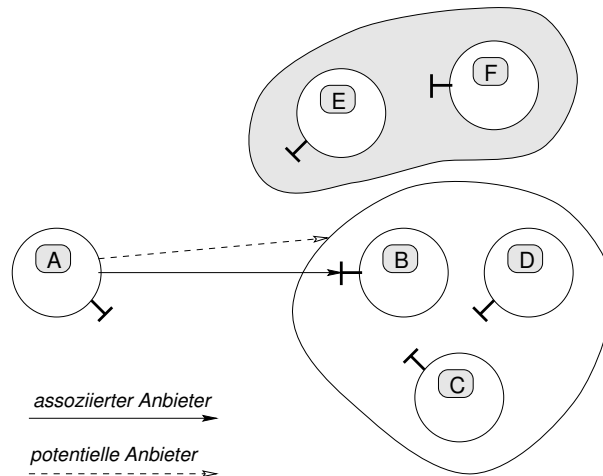 F
E
A
B
D
C
assoziierter Anbieter
potentielle Anbieter